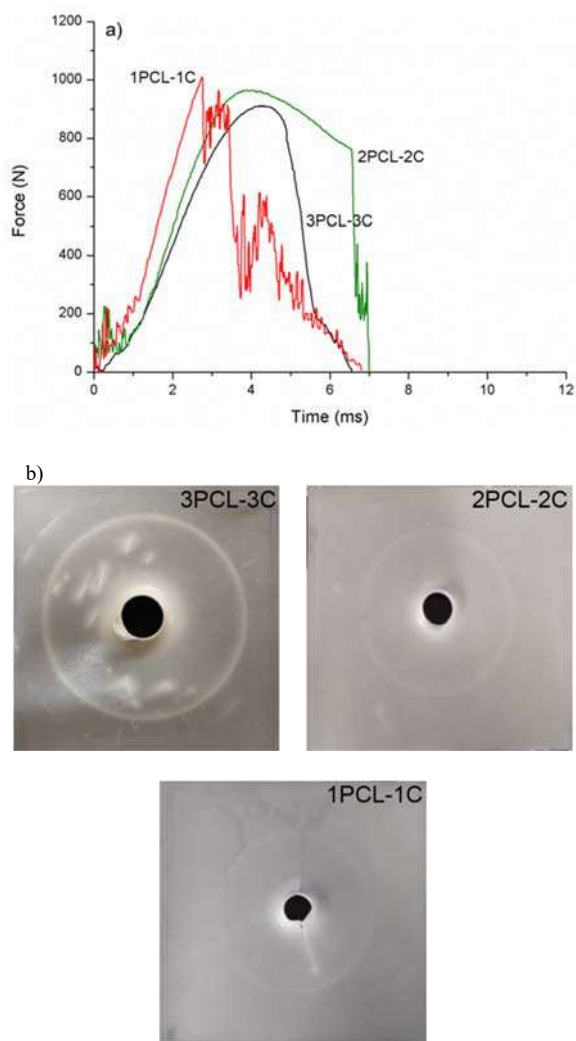 a)
1200
1000
800
600
400
200
0
Force (N)
1PCL-1C
2PCL-2C
3PCL-3C
0 2 4 6 8 10 12
Time (ms)
b)
3PCL-3C
2PCL-2C
1PCL-1C